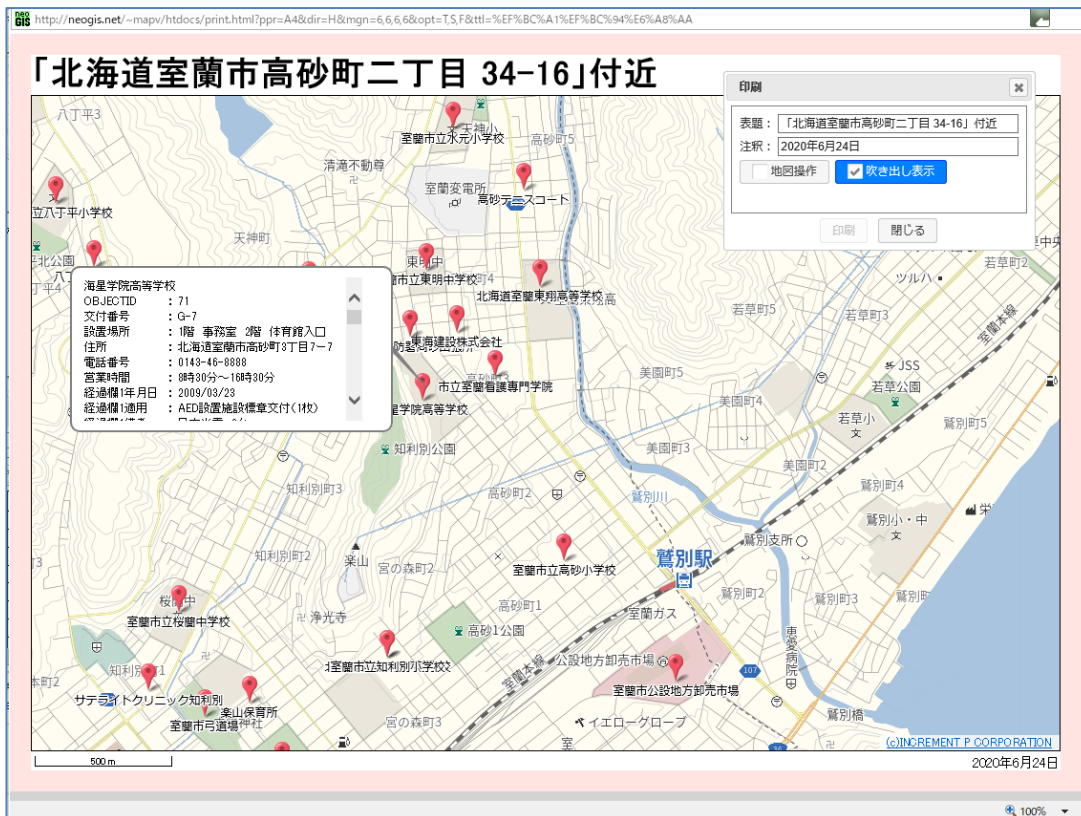 http://neogis.net/~mapv/htdocs/print.html?ppr=A4&dir=H&mgn=6,6,6,6&opt=T,S,F&ttl=%EF%BC%A1%EF%BC%94%E6%A8%AA
「北海道室蘭市高砂町二丁目 34-16」付近
印刷
表題: 「北海道室蘭市高砂町二丁目 34-16」付近
注釈: 2020年6月24日
地図操作
吹き出し表示
印刷
閉じる
八丁平3
天神小
室蘭市立水元小学校
高砂町5
清滝不動尊
室蘭変電所
高砂テニスコート
立八丁平小学校
天神町
平北公園
東明中
市立東明中学校
北海道室蘭東翔高等学校
ツルハ
若草町2
若草町3
若草町5
海星学院高等学校
OBJECTID : 71
交付番号 : G-7
設置場所 : 1階 事務室 2階 体育館入口
住所 : 北海道室蘭市高砂町3丁目7-7
電話番号 : 0143-46-8888
営業時間 : 8時30分~16時30分
経過欄1年月日 : 2009/03/23
経過欄1適用 : AED設置施設標章交付(1枚)
東海建設株式会社
市立室蘭看護専門学院
星学院高等学校
室蘭本線
JSS
若草公園
美園町5
美園町4
若草小
若草町5
美園町2
知利別公園
知利別町3
高砂町2
鷲別川
鷲別町4
鷲別小・中
栄
鷲別支所
知利別町2
楽山
宮の森町2
室蘭市立高砂小学校
鷲別駅
鷲別町2
鷲別町3
桜蘭中
室蘭市立桜蘭中学校
浄光寺
高砂町1
高砂1公園
室蘭ガス
恵愛病院
室蘭市立知利別小学校
室蘭本線
公設地方卸売市場
107
室蘭市公設地方卸売市場
知利別町1
サテライトクリニック知利別
楽山保育所
室蘭市弓道場
神社
宮の森町3
イエローグローブ
鷲別橋
36
(c)INCREMENT P CORPORATION
500 m
2020年6月24日
100%